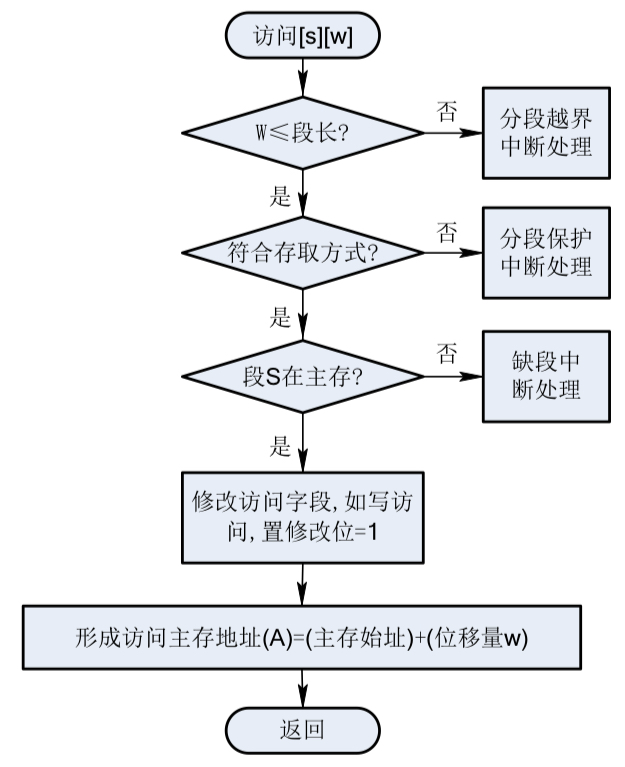 访问[s][w]
W≤段长?
否
分段越界
中断处理
是
符合存取方式?
否
分段保护
中断处理
是
段S在主存?
否
缺段中
断处理
是
修改访问字段,如写访
问,置修改位=1
形成访问主存地址(A)=(主存始址)+(位移量w)
返回